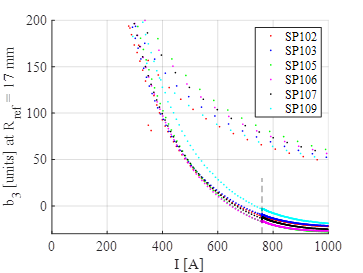 200
150
100
50
0
0 200 400 600 800 1000
I [A]
b3 [units] at Rref = 17 mm
SP102
SP103
SP105
SP106
SP107
SP109